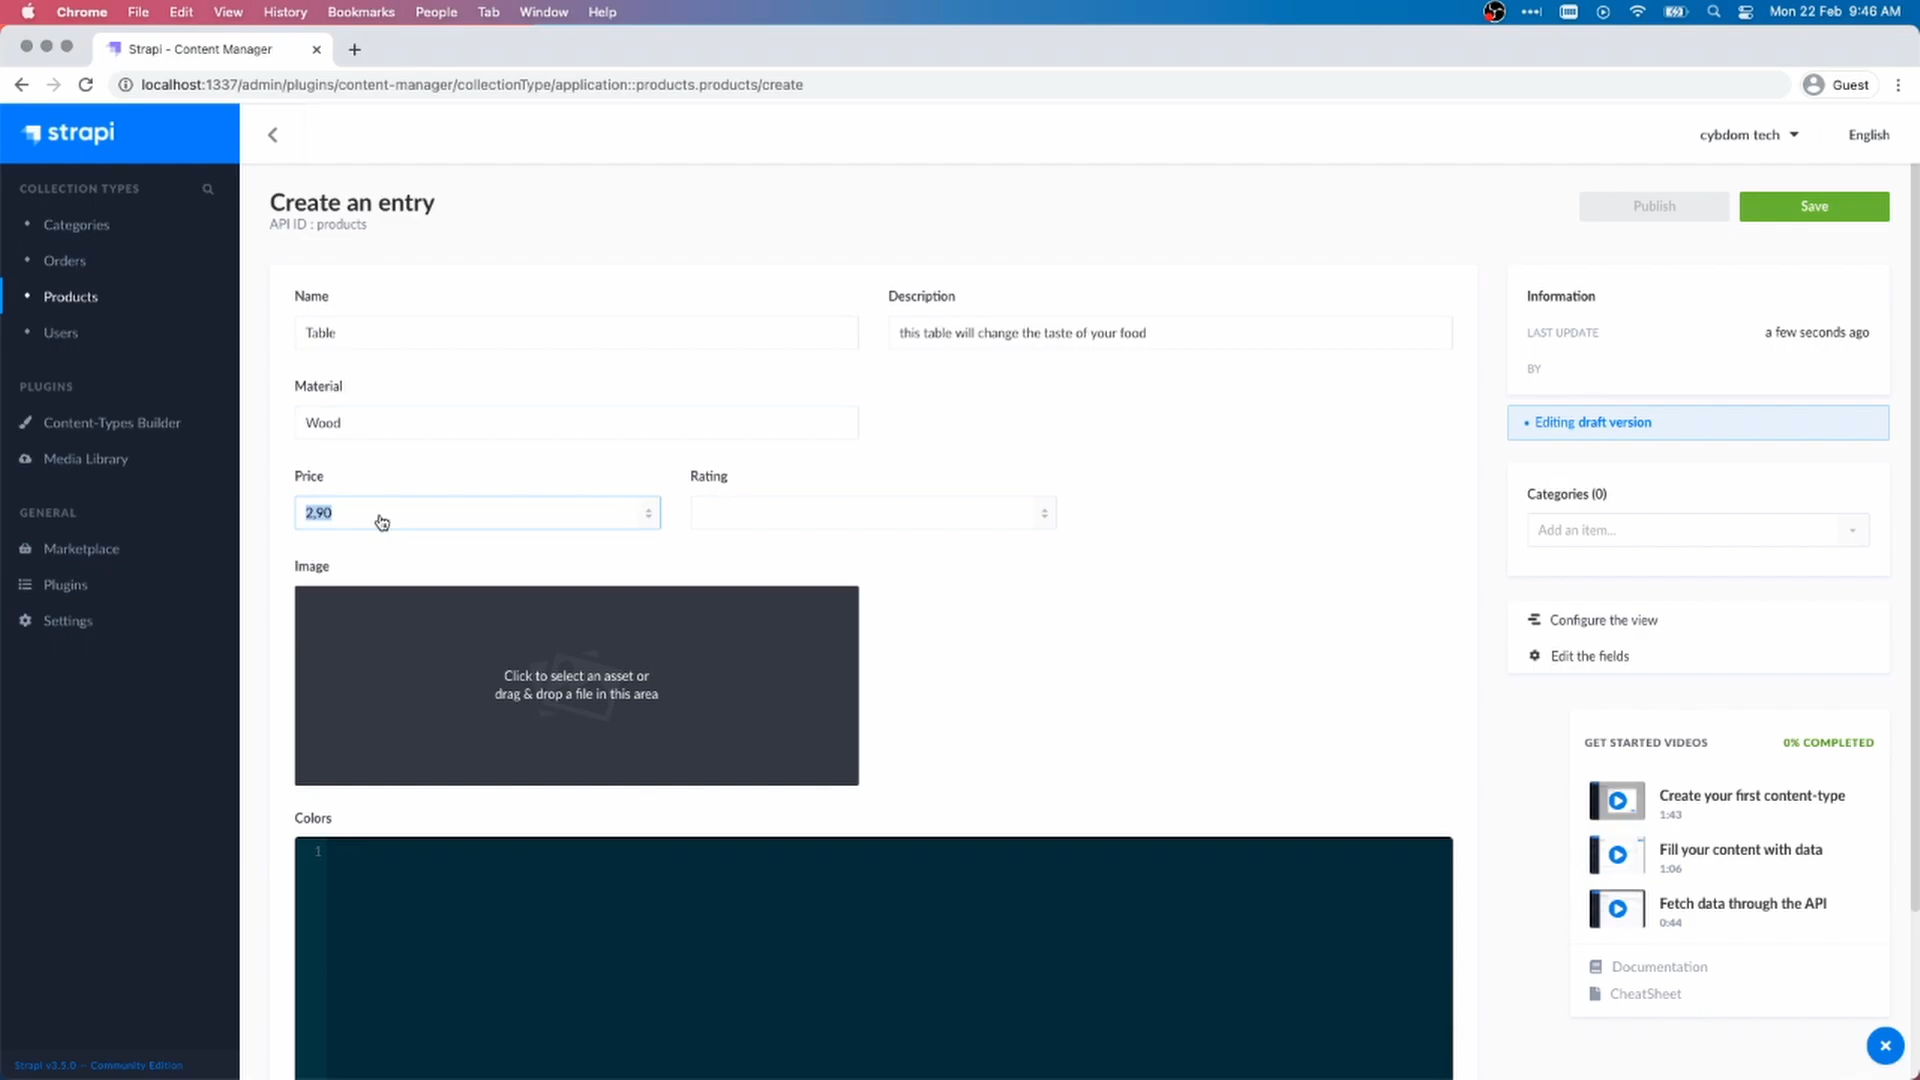 Chrome File Edit View History Bookmarks People Tab Window Help
Mon 22 Feb 9:46 AM
Strapi - Content Manager
localhost:1337/admin/plugins/content-manager/collectionType/application::products.products/create
Guest
strapi
cybdom tech
English
COLLECTION TYPES
Categories
Orders
Products
Users
PLUGINS
Content-Types Builder
Media Library
GENERAL
Marketplace
Plugins
Settings
Strapi v3.5.0 — Community Edition
Create an entry
API ID : products
Publish
Save
Name
Table
Description
this table will change the taste of your food
Material
Wood
Price
2,90
Rating
Image
Click to select an asset or
drag & drop a file in this area
Colors
1
Information
LAST UPDATE
a few seconds ago
BY
• Editing draft version
Categories (0)
Add an item...
Configure the view
Edit the fields
GET STARTED VIDEOS
0% COMPLETED
Create your first content-type
1:43
Fill your content with data
1:06
Fetch data through the API
0:44
Documentation
CheatSheet